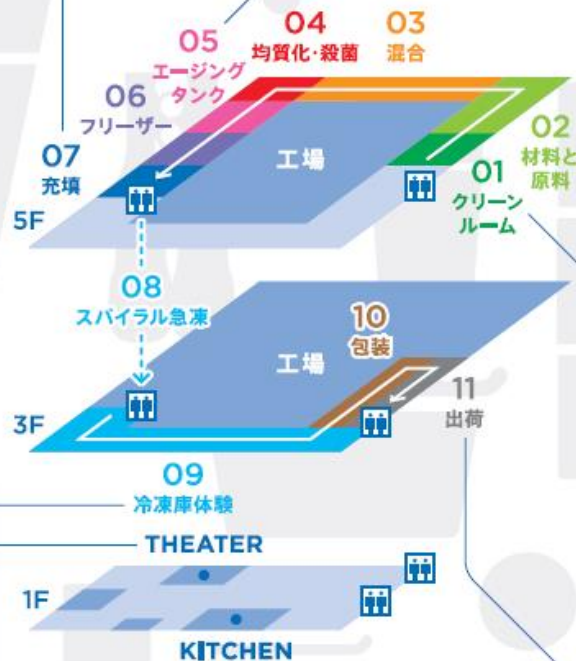 04
均質化・殺菌
03
混合
05
エージング
タンク
06
フリーザー
07
充填
02
材料と
原料
01
クリーン
ルーム
工場
5F
08
スパイラル急凍
10
包装
工場
11
出荷
3F
09
冷凍庫体験
THEATER
1F
KITCHEN